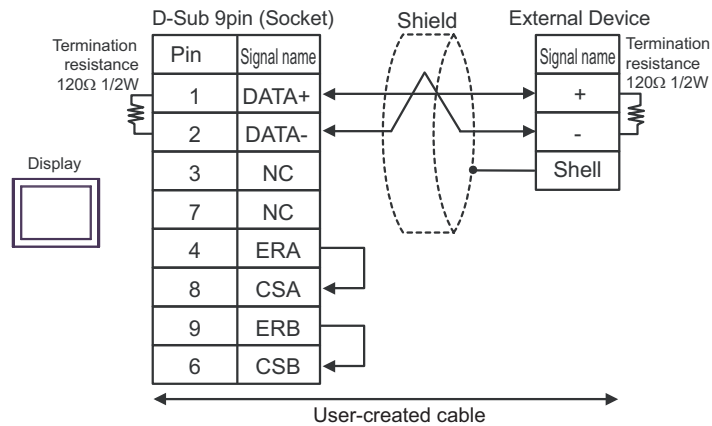 D-Sub 9pin (Socket)
Shield
External Device
Termination
resistance
120Ω 1/2W
Pin
Signal name
Signal name
Termination
resistance
120Ω 1/2W
1
DATA+
+
2
DATA-
-
Display
3
NC
Shell
7
NC
4
ERA
8
CSA
9
ERB
6
CSB
User-created cable